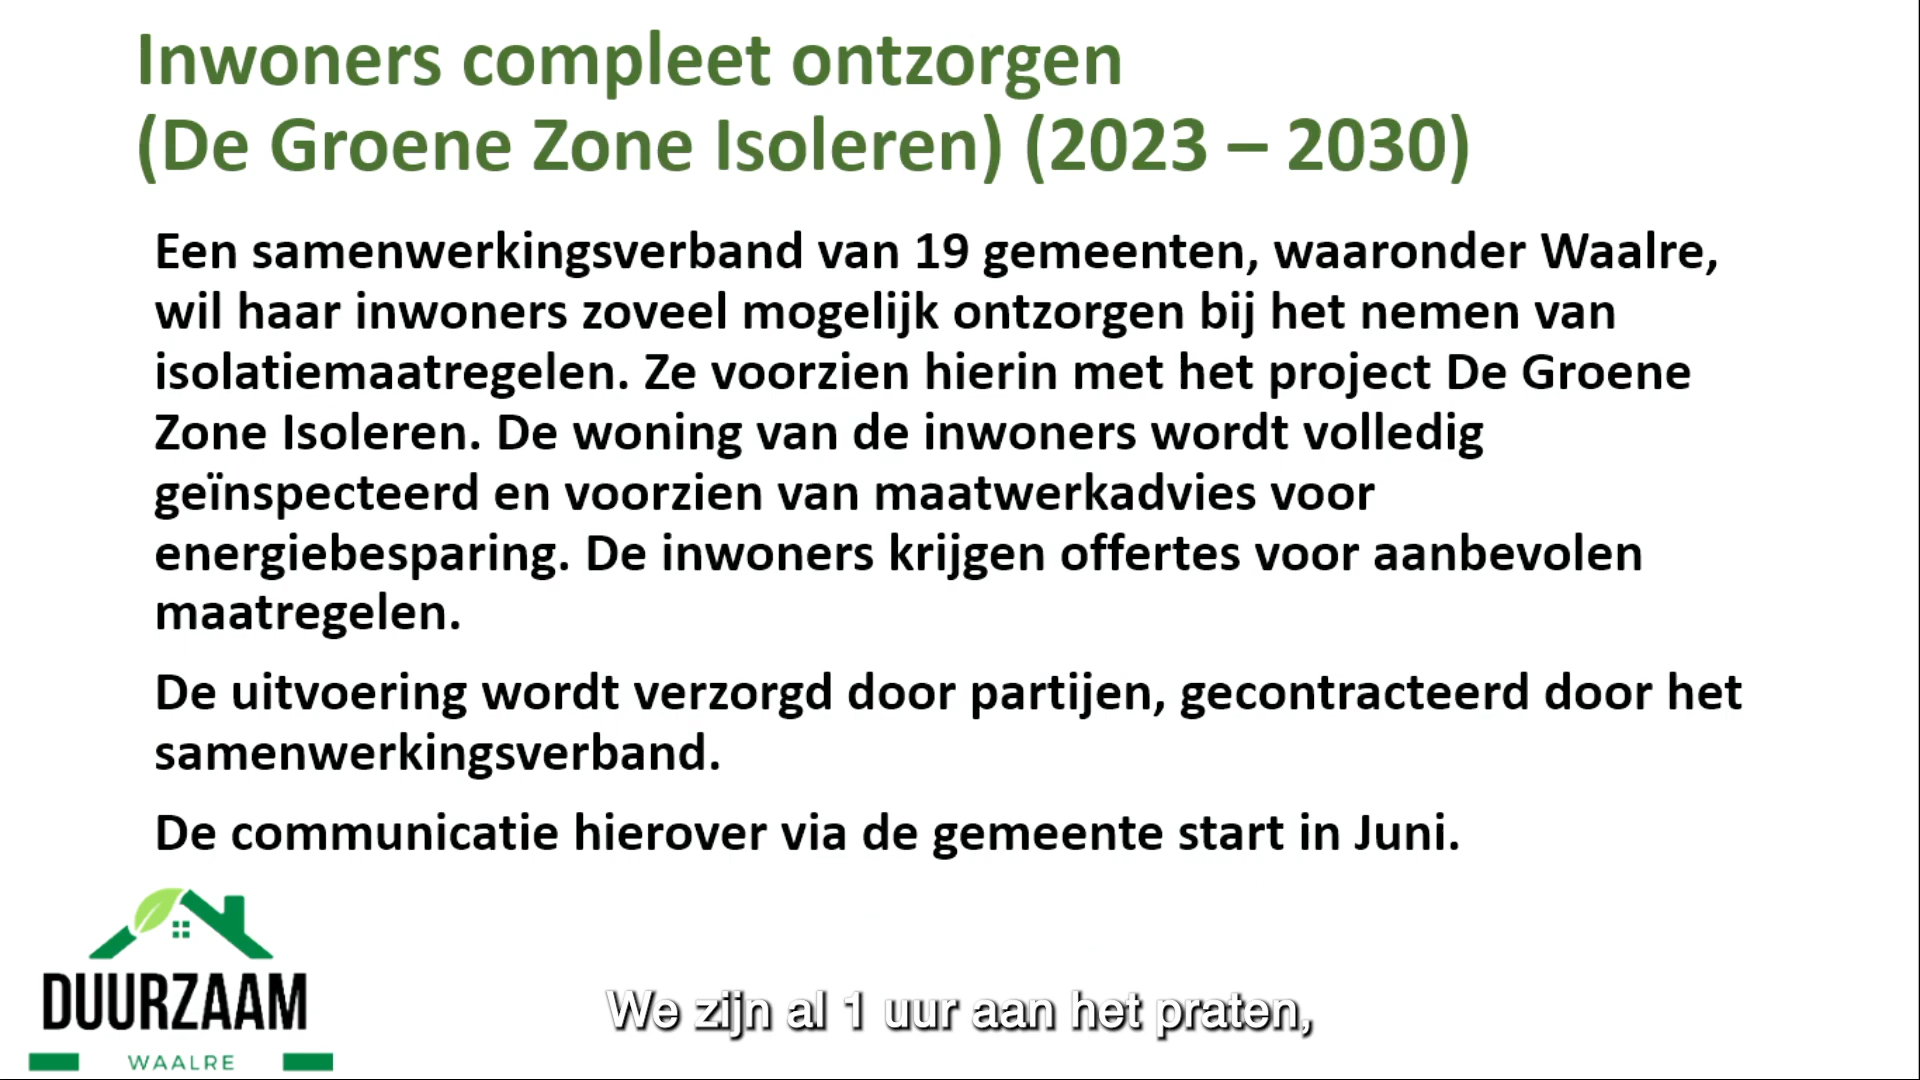 Inwoners compleet ontzorgen
(De Groene Zone Isoleren) (2023 – 2030)
Een samenwerkingsverband van 19 gemeenten, waaronder Waalre,
wil haar inwoners zoveel mogelijk ontzorgen bij het nemen van
isolatiemaatregelen. Ze voorzien hierin met het project De Groene
Zone Isoleren. De woning van de inwoners wordt volledig
geïnspecteerd en voorzien van maatwerkadvies voor
energiebesparing. De inwoners krijgen offertes voor aanbevolen
maatregelen.
De uitvoering wordt verzorgd door partijen, gecontracteerd door het
samenwerkingsverband.
De communicatie hierover via de gemeente start in Juni.
DUURZAAM
WAALRE
We zijn al 1 uur aan het praten,